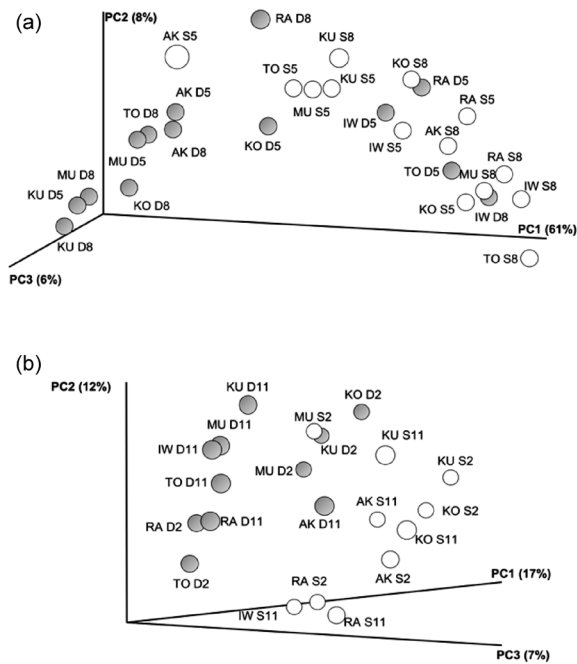 (a)
PC2 (8%)
RA D8
AK S5
KU S8
TO S5
KU S5
KO S8
RA D5
AK D5
MU S5
RA S5
TO D8
IW D5
AK S8
KO D5
IW S5
MU D5
AK D8
TO D5
RA S8
MU D8
MU S8
IW S8
KU D5
KO D8
KO S5
IW D8
KU D8
PC1 (61%)
PC3 (6%)
TO S8
(b)
PC2 (12%)
KU D11
KO D2
MU D11
MU S2
KU S11
IW D11
KU D2
KU S2
MU D2
TO D11
AK S11
KO S2
RA D2
RA D11
AK D11
KO S11
TO D2
RA S2
AK S2
PC1 (17%)
IW S11
RA S11
PC3 (7%)